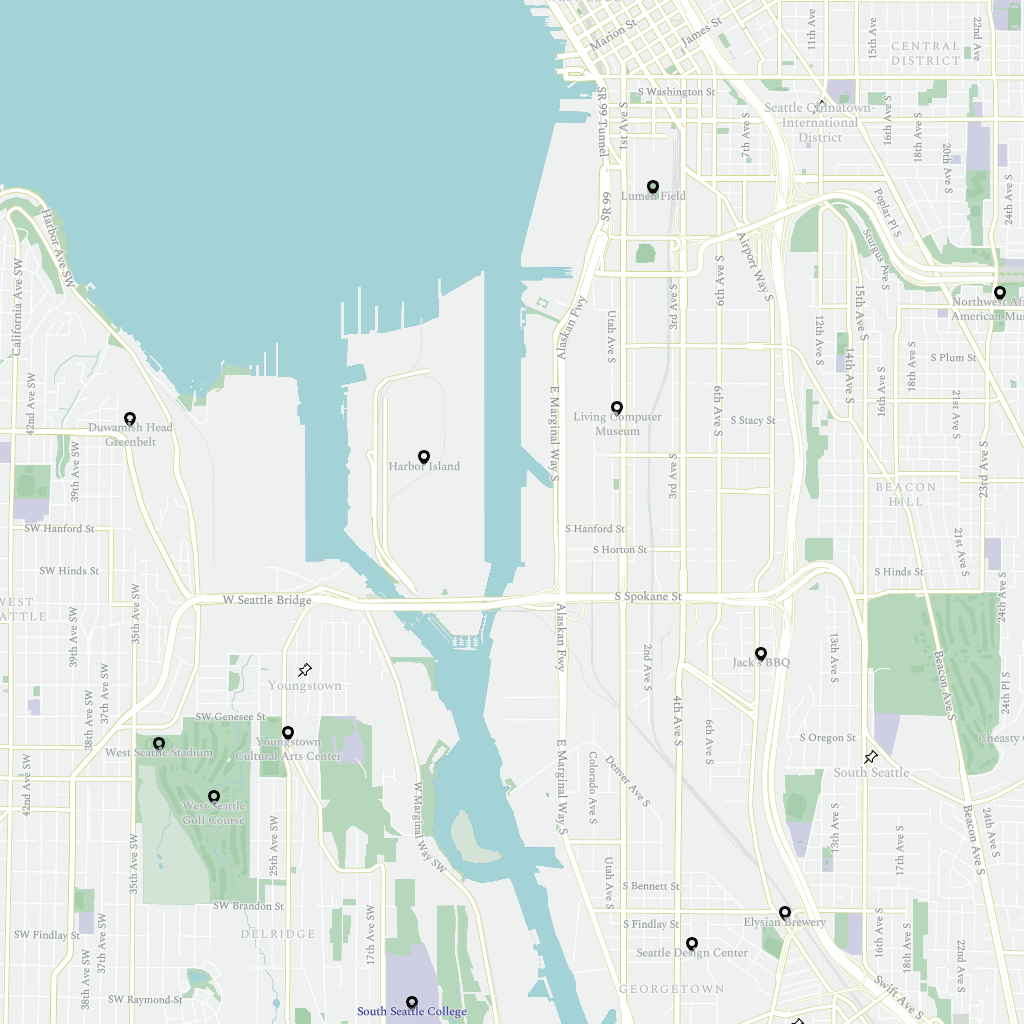 Marion St
James St
11th Ave
15th Ave
22nd Ave
CENTRAL
DISTRICT
S Washington St
SR 99 Tunnel
1st Ave S
7th Ave S
Seattle Chinatown-
International
District
16th Ave S
18th Ave S
20th Ave S
24th Ave S
Lumen Field
SR 99
Poplar Pl S
Harbor Ave SW
Airport Way S
Sturgus Ave S
California Ave SW
6th Ave S
3rd Ave S
15th Ave S
Northwest Afri
American Mus
Alaskan Fwy
Utah Ave S
12th Ave S
14th Ave S
18th Ave S
S Plum St
42nd Ave SW
16th Ave S
E Marginal Way S
6th Ave S
21st Ave S
Duwamish Head
Greenbelt
Living Computer
Museum
S Stacy St
39th Ave SW
Harbor Island
3rd Ave S
23rd Ave S
BEACON
HILL
SW Hanford St
S Hanford St
S Horton St
21st Ave S
SW Hinds St
S Hinds St
W Seattle Bridge
S Spokane St
24th Ave S
WEST
ATTLE
35th Ave SW
39th Ave SW
Alaskan Fwy
2nd Ave S
13th Ave S
Jack's BBQ
Beacon Ave S
37th Ave SW
Youngstown
24th Pl S
38th Ave SW
SW Genesee St
4th Ave S
6th Ave S
S Oregon St
Cheasty G
West Seattle Stadium
Youngstown
Cultural Arts Center
E Marginal Way S
Colorado Ave S
Denver Ave S
South Seattle
42nd Ave SW
West Seattle
Golf Course
W Marginal Way SW
35th Ave SW
25th Ave SW
13th Ave S
17th Ave S
Beacon Ave S
24th Ave S
Utah Ave S
S Bennett St
SW Brandon St
SW Findlay St
DELRIDGE
17th Ave SW
S Findlay St
Elysian Brewery
16th Ave S
18th Ave S
22nd Ave S
37th Ave SW
38th Ave SW
Seattle Design Center
SW Raymond St
GEORGETOWN
Swift Ave S
South Seattle College